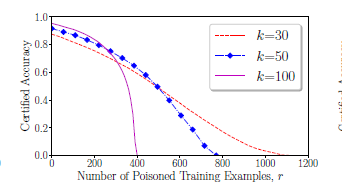 1.0
0.8
0.6
0.4
0.2
0.0
Certified Accuracy
k=30
k=50
k=100
0 200 400 600 800 1000 1200
Number of Poisoned Training Examples, r